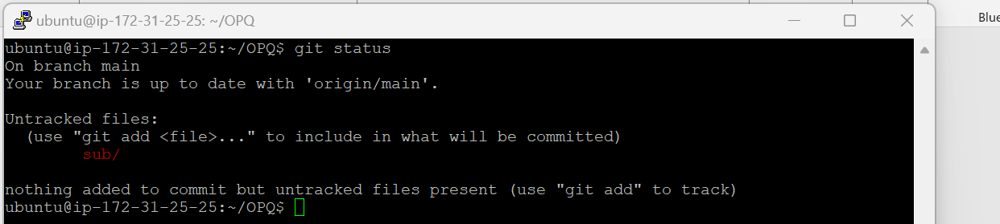 ubuntu@ip-172-31-25-25: ~/OPQ
Blue
ubuntu@ip-172-31-25-25:~/OPQ$ git status
On branch main
Your branch is up to date with 'origin/main'.
Untracked files:
(use "git add <file>..." to include in what will be committed)
sub/
nothing added to commit but untracked files present (use "git add" to track)
ubuntu@ip-172-31-25-25:~/OPQ$